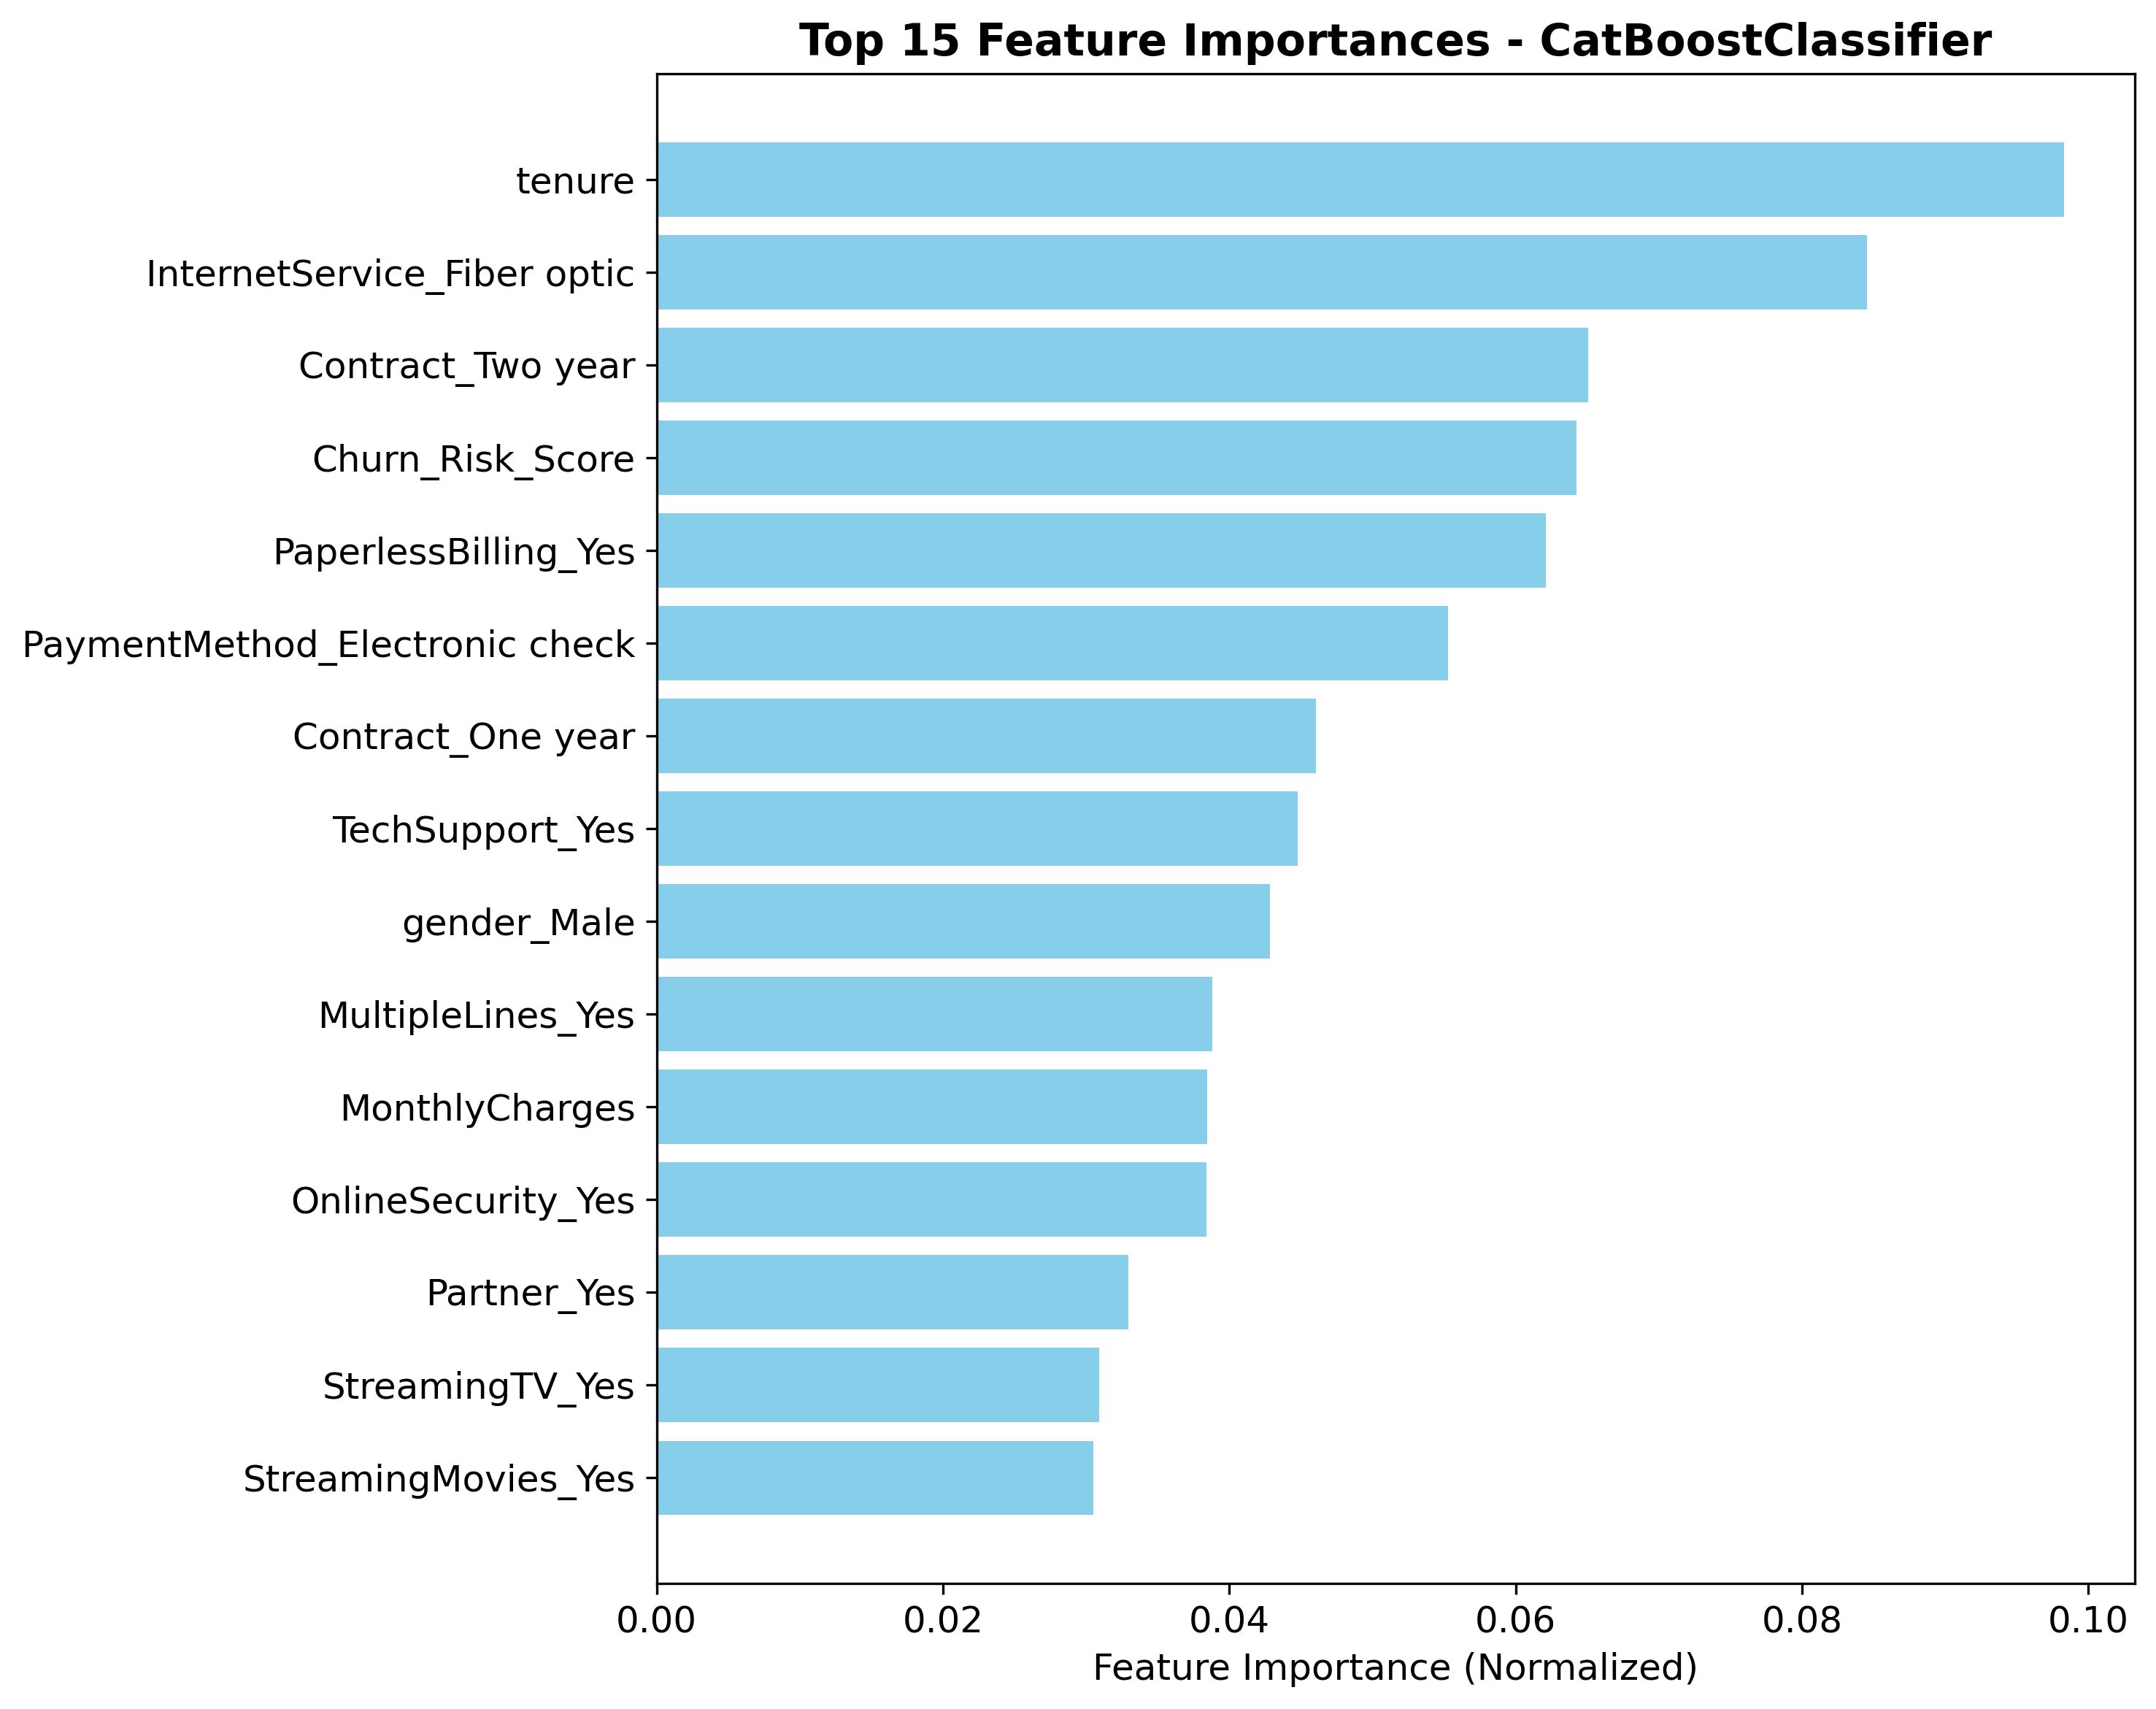 Top 15 Feature Importances - CatBoostClassifier
tenure
InternetService_Fiber optic
Contract_Two year
Churn_Risk_Score
PaperlessBilling_Yes
PaymentMethod_Electronic check
Contract_One year
TechSupport_Yes
gender_Male
MultipleLines_Yes
MonthlyCharges
OnlineSecurity_Yes
Partner_Yes
StreamingTV_Yes
StreamingMovies_Yes
0.00 0.02 0.04 0.06 0.08 0.10
Feature Importance (Normalized)